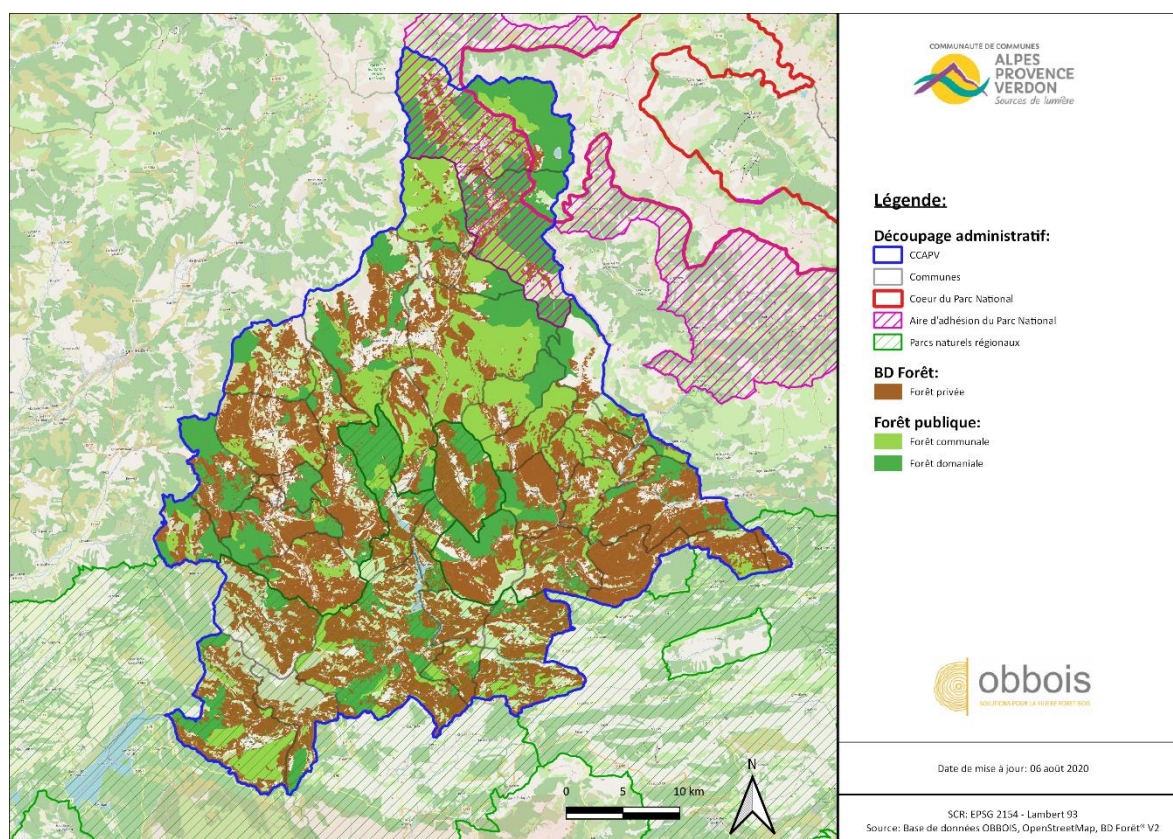 COMMUNAUTÉ DE COMMUNES
ALPES
PROVENCE
VERDON
Sources de lumière
Légende:
Découpage administratif:
CCAPV
Communes
Coeur du Parc National
Aire d'adhésion du Parc National
Parcs naturels régionaux
BD Forêt:
Forêt privée
Forêt publique:
Forêt communale
Forêt domaniale
obbois
SOLUTIONS POUR LA FILIÈRE FORÊT BOIS
N
0 5 10 km
Date de mise à jour: 06 août 2020
SCR: EPSG 2154 - Lambert 93
Source: Base de données OBBOIS, OpenStreetMap, BD Forêt® V2